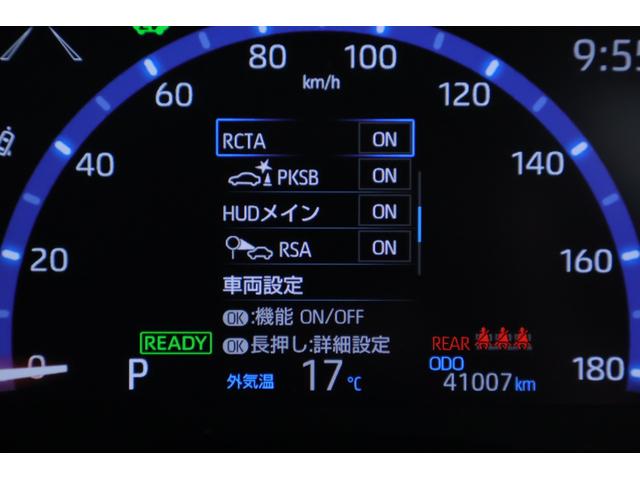 9:55
80 100
km/h
60 120
40 140
20 160
0 180
RCTA ON
PKSB ON
HUDメイン ON
RSA ON
車両設定
OK:機能 ON/OFF
OK長押し:詳細設定
READY
P
外気温 17℃
REAR
ODO
41007km